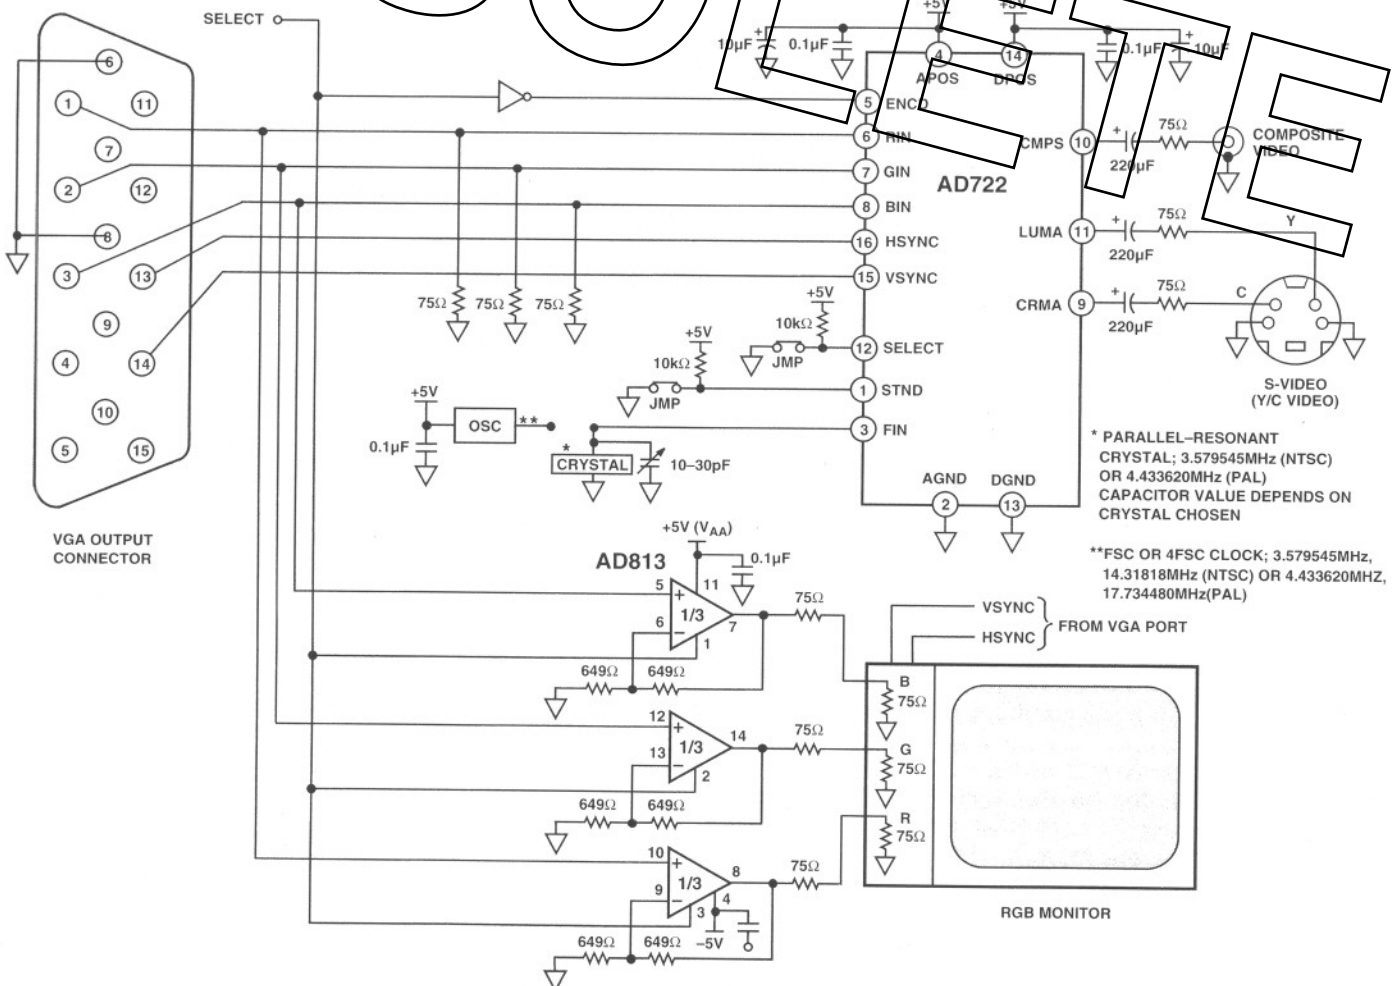 SELECT
+5V
+5V
10µF
+
0.1µF
0.1µF
+
10µF
4
14
APOS
DPOS
6
1
11
7
2
12
8
3
13
9
4
14
10
5
15
VGA OUTPUT
CONNECTOR
5
ENCD
6
RIN
7
GIN
8
BIN
16
HSYNC
15
VSYNC
12
SELECT
1
STND
3
FIN
AD722
CMPS
10
+
220µF
75Ω
COMPOSITE
VIDEO
LUMA
11
+
220µF
75Ω
Y
CRMA
9
+
220µF
75Ω
C
S-VIDEO
(Y/C VIDEO)
75Ω
75Ω
75Ω
+5V
10kΩ
JMP
+5V
10kΩ
JMP
+5V
0.1µF
OSC
**
*
CRYSTAL
10–30pF
AGND
2
DGND
13
* PARALLEL–RESONANT
CRYSTAL; 3.579545MHz (NTSC)
OR 4.433620MHz (PAL)
CAPACITOR VALUE DEPENDS ON
CRYSTAL CHOSEN
**FSC OR 4FSC CLOCK; 3.579545MHz,
14.31818MHz (NTSC) OR 4.433620MHZ,
17.734480MHz(PAL)
+5V (VAA)
0.1µF
AD813
5
+
6
–
1/3
11
7
1
75Ω
649Ω
649Ω
12
+
13
–
1/3
14
2
75Ω
649Ω
649Ω
10
+
9
–
1/3
8
4
3
–5V
75Ω
649Ω
649Ω
VSYNC
HSYNC
FROM VGA PORT
B
75Ω
G
75Ω
R
75Ω
RGB MONITOR